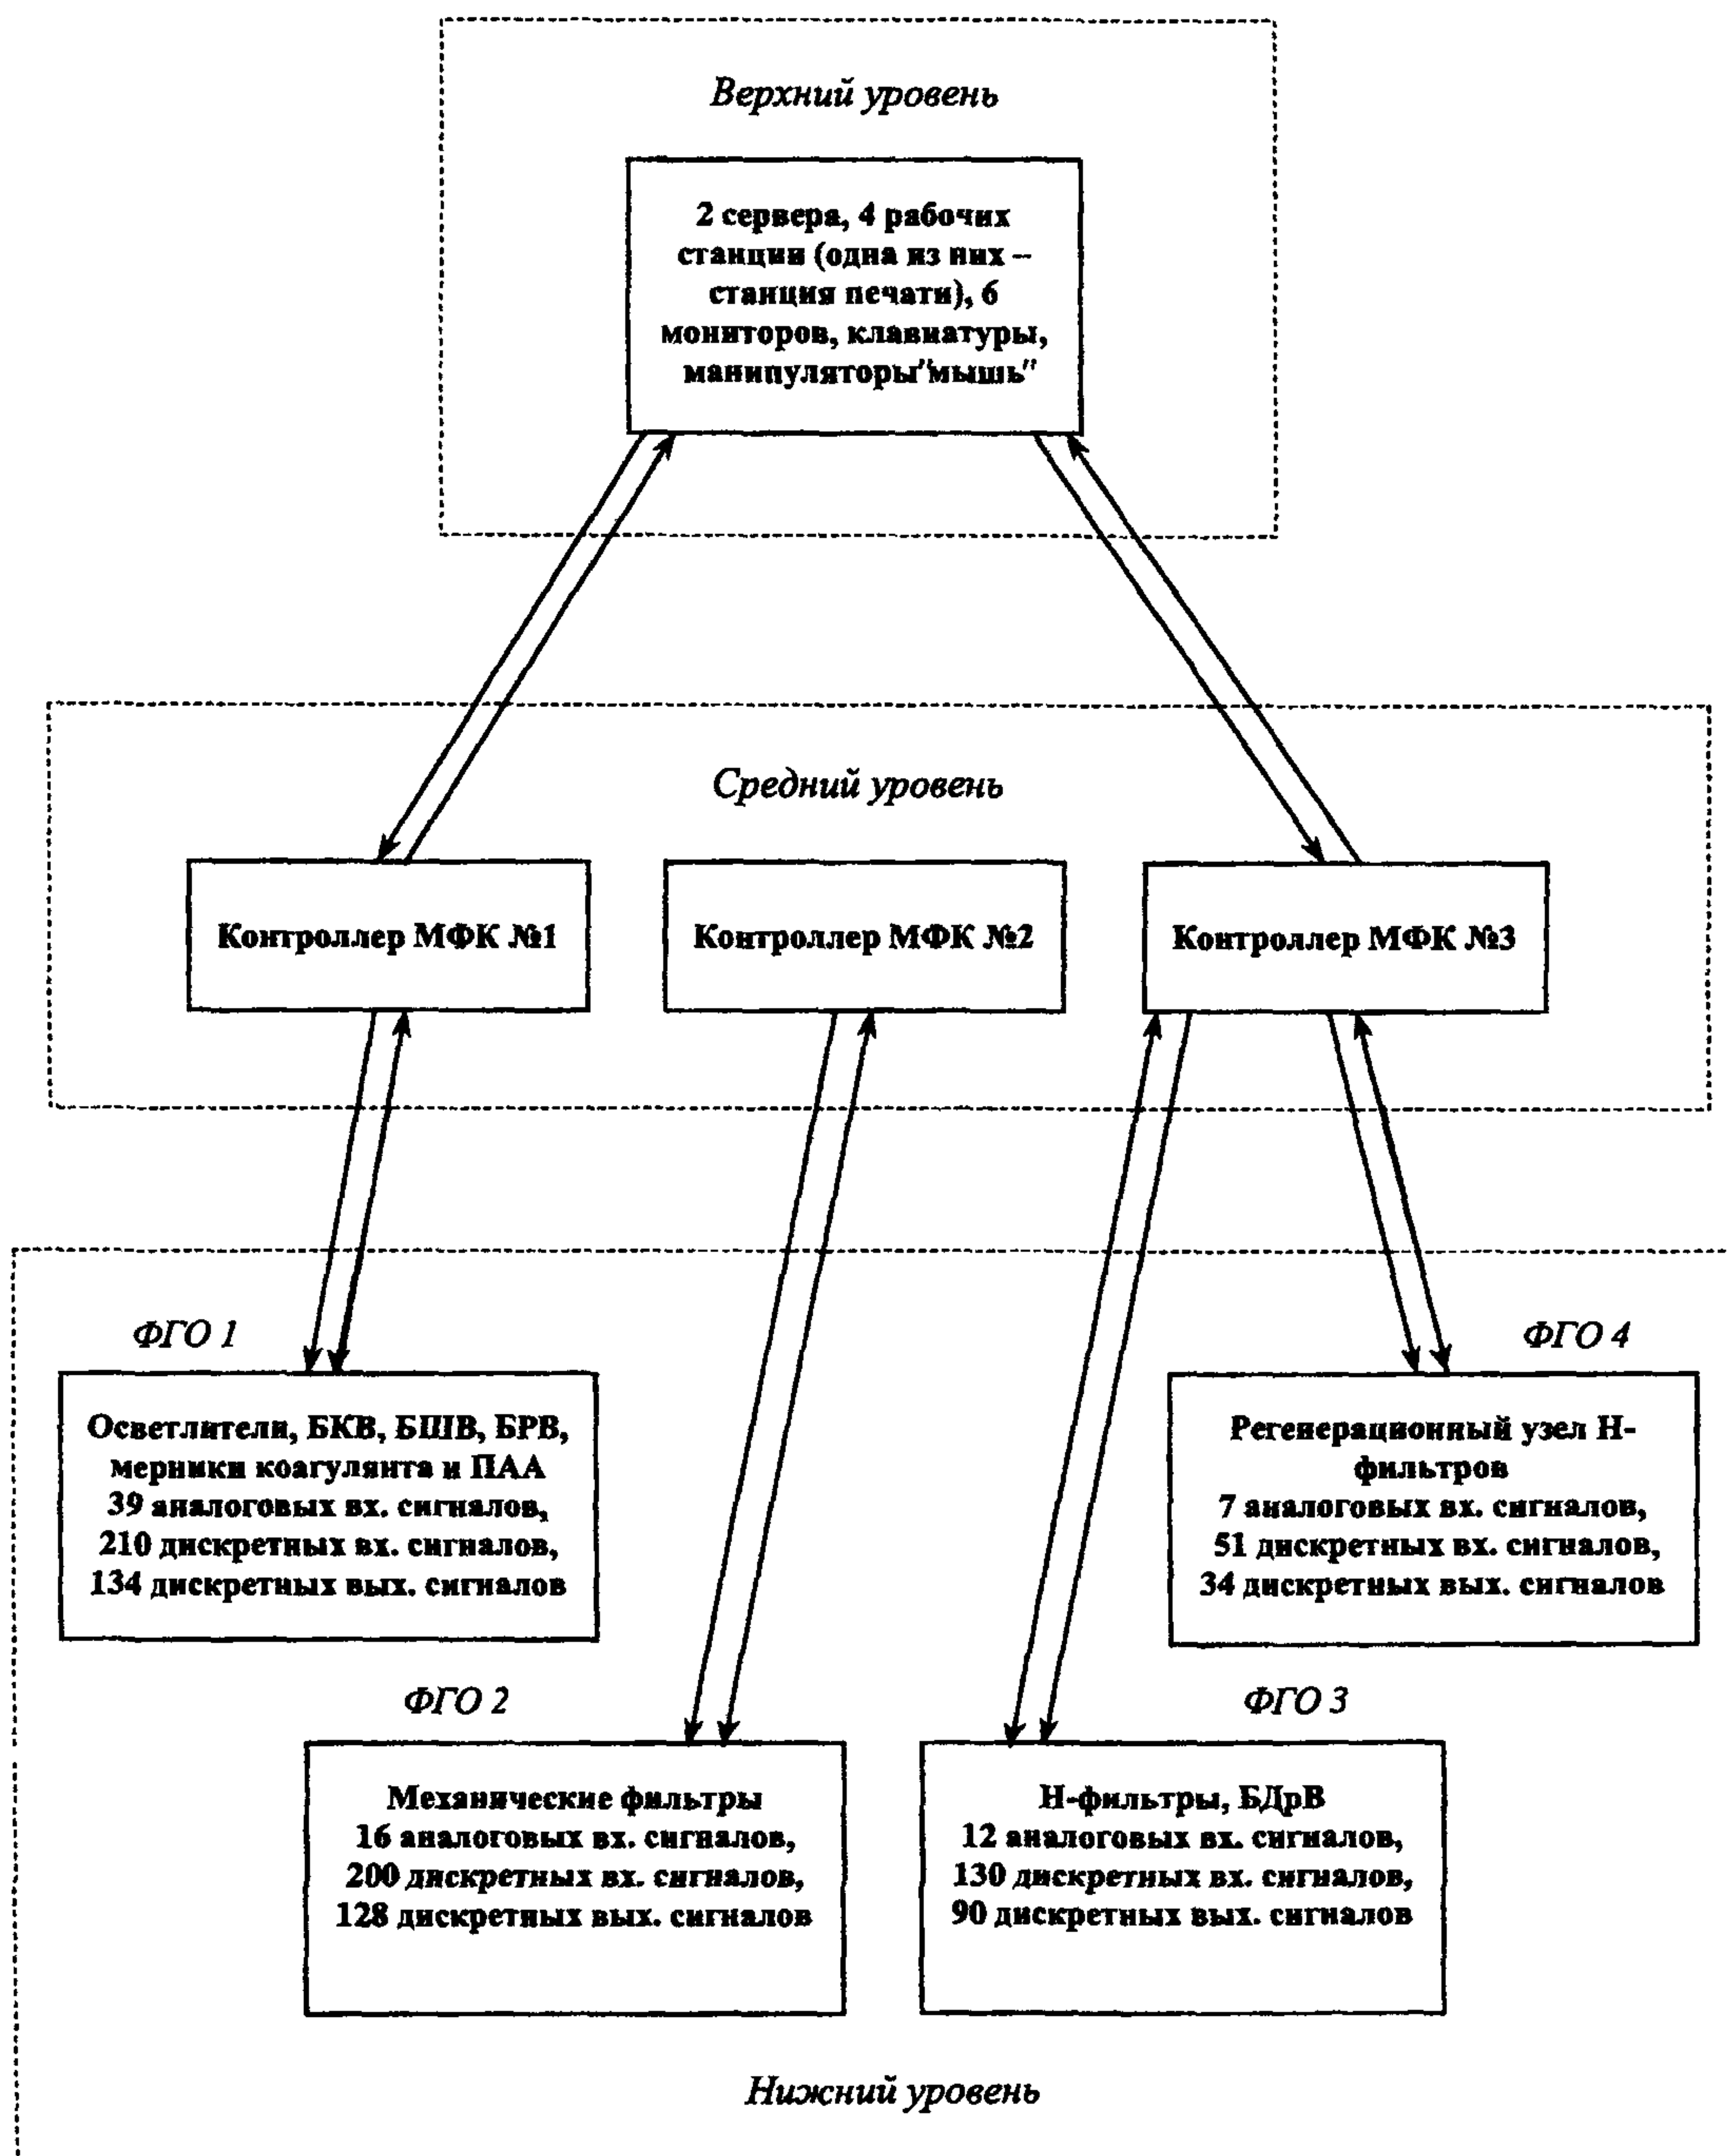 Верхний уровень
2 сервера, 4 рабочих
станции (одна из них –
станция печати), 6
мониторов, клавиатуры,
манипуляторы"мышь"
Средний уровень
Контроллер МФК №1
Контроллер МФК №2
Контроллер МФК №3
ФГО 1
Осветлители, БКВ, БШВ, БРВ,
мерники коагулянта и ПАА
39 аналоговых вх. сигналов,
210 дискретных вх. сигналов,
134 дискретных вых. сигналов
ФГО 4
Регенерационный узел Н-
фильтров
7 аналоговых вх. сигналов,
51 дискретных вх. сигналов,
34 дискретных вых. сигналов
ФГО 2
Механические фильтры
16 аналоговых вх. сигналов,
200 дискретных вх. сигналов,
128 дискретных вых. сигналов
ФГО 3
Н-фильтры, БДрВ
12 аналоговых вх. сигналов,
130 дискретных вх. сигналов,
90 дискретных вых. сигналов
Нижний уровень